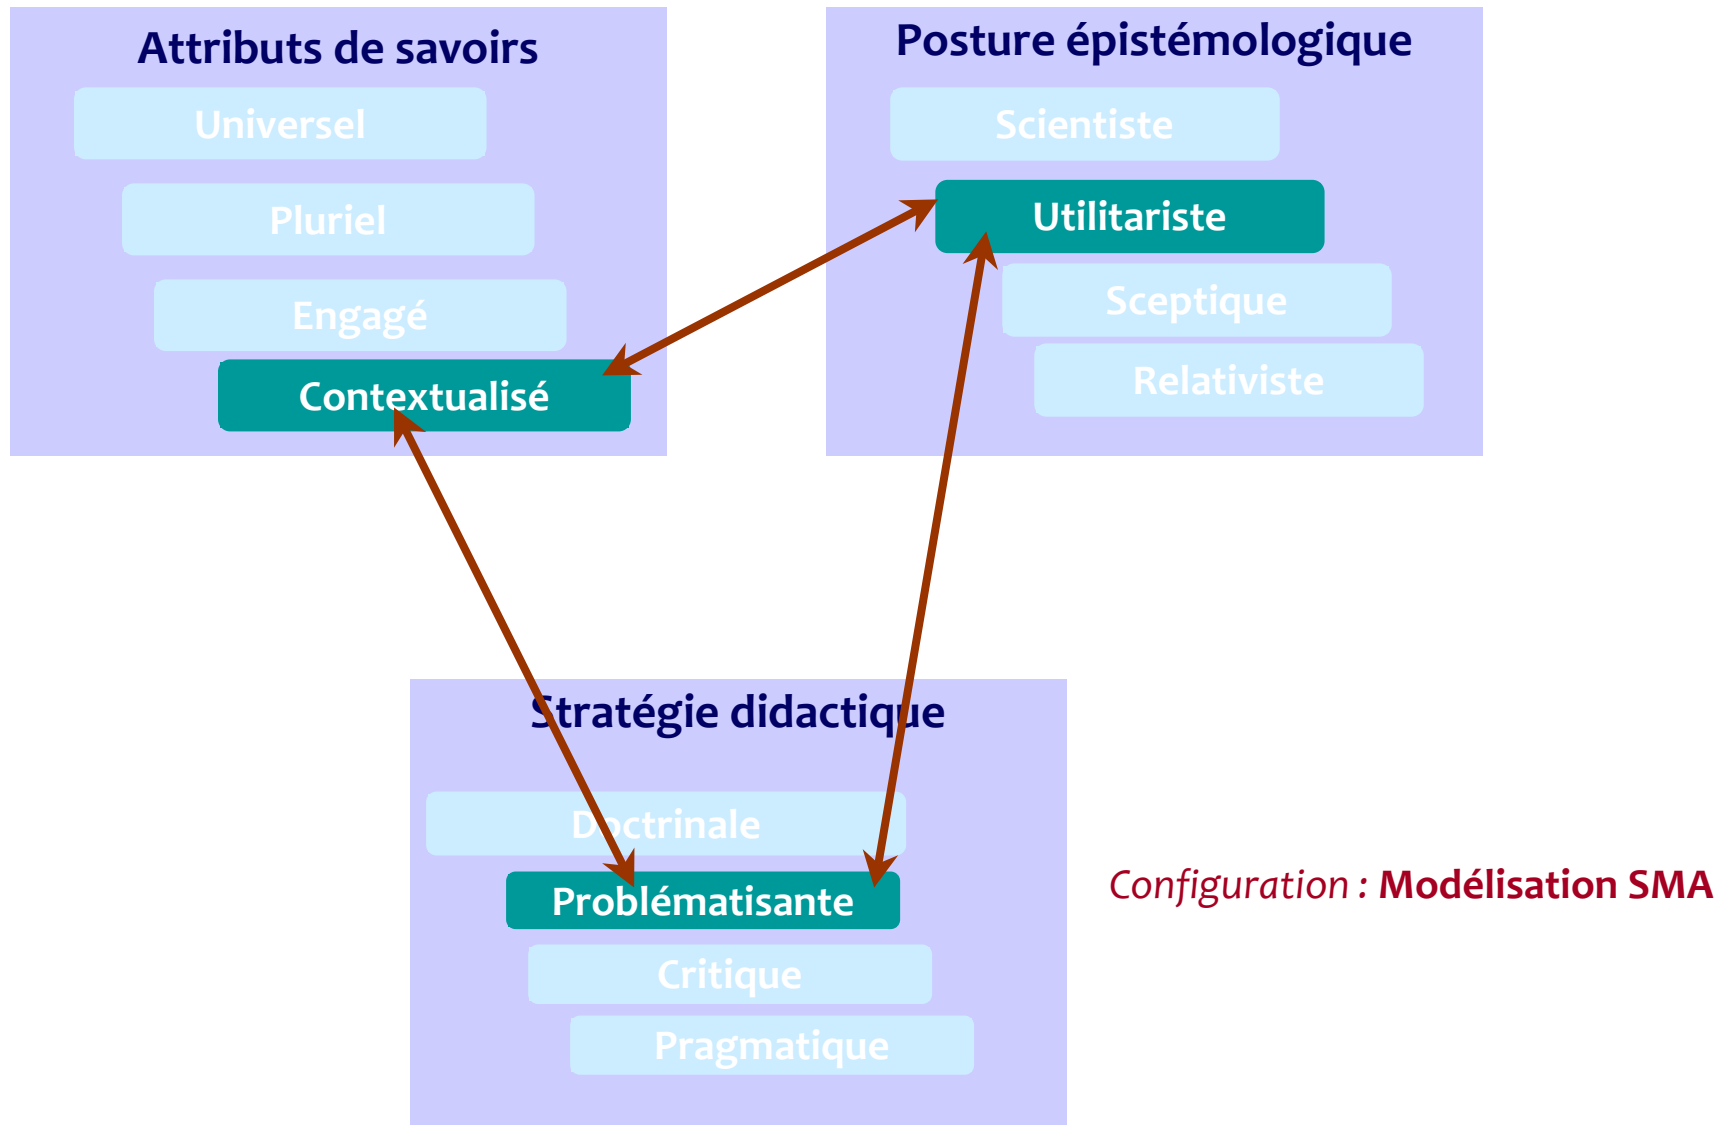 Attributs de savoirs
Universel
Pluriel
Engagé
Contextualisé
Posture épistémologique
Scientiste
Utilitariste
Sceptique
Relativiste
Stratégie didactique
Doctrinale
Problématisante
Critique
Pragmatique
Configuration : Modélisation SMA